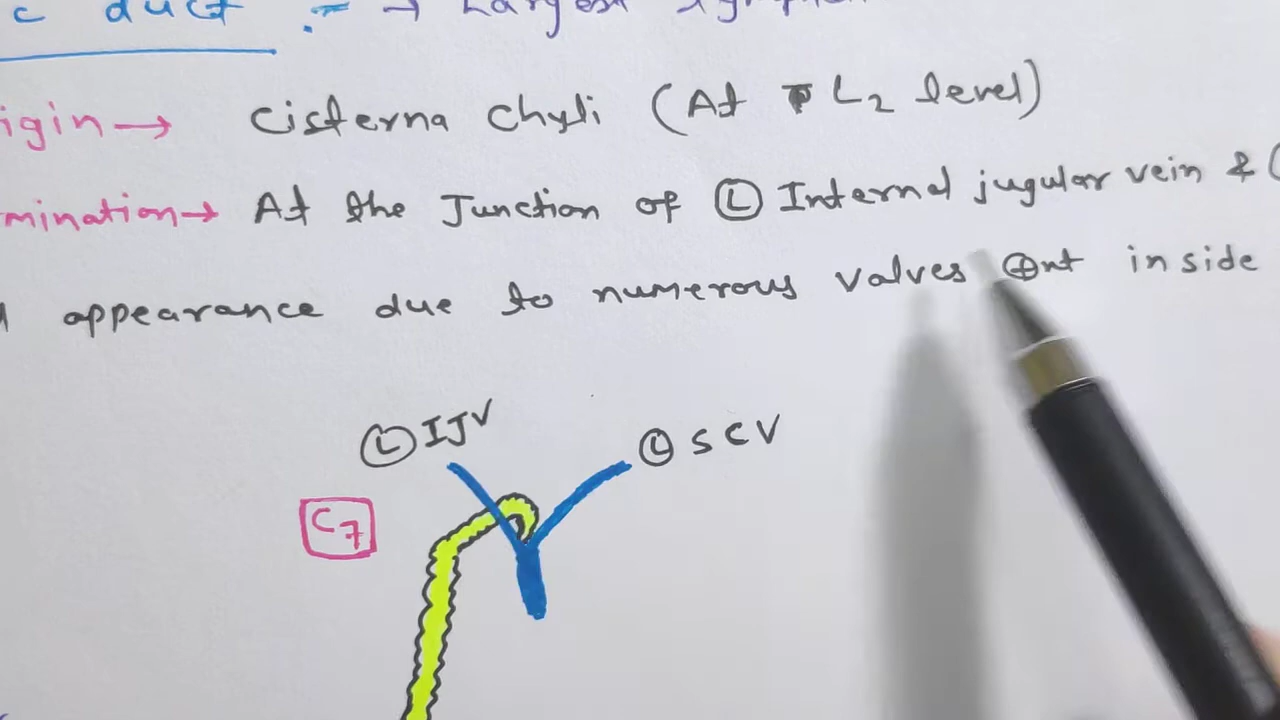 c duct :- → Largest
igin → Cisterna Chyli (At L₂ level)
mination → At the Junction of Ⓛ Internal jugular vein & (
appearance due to numerous valves ⊕nt inside
Ⓛ IJV
Ⓛ SCV
C₇